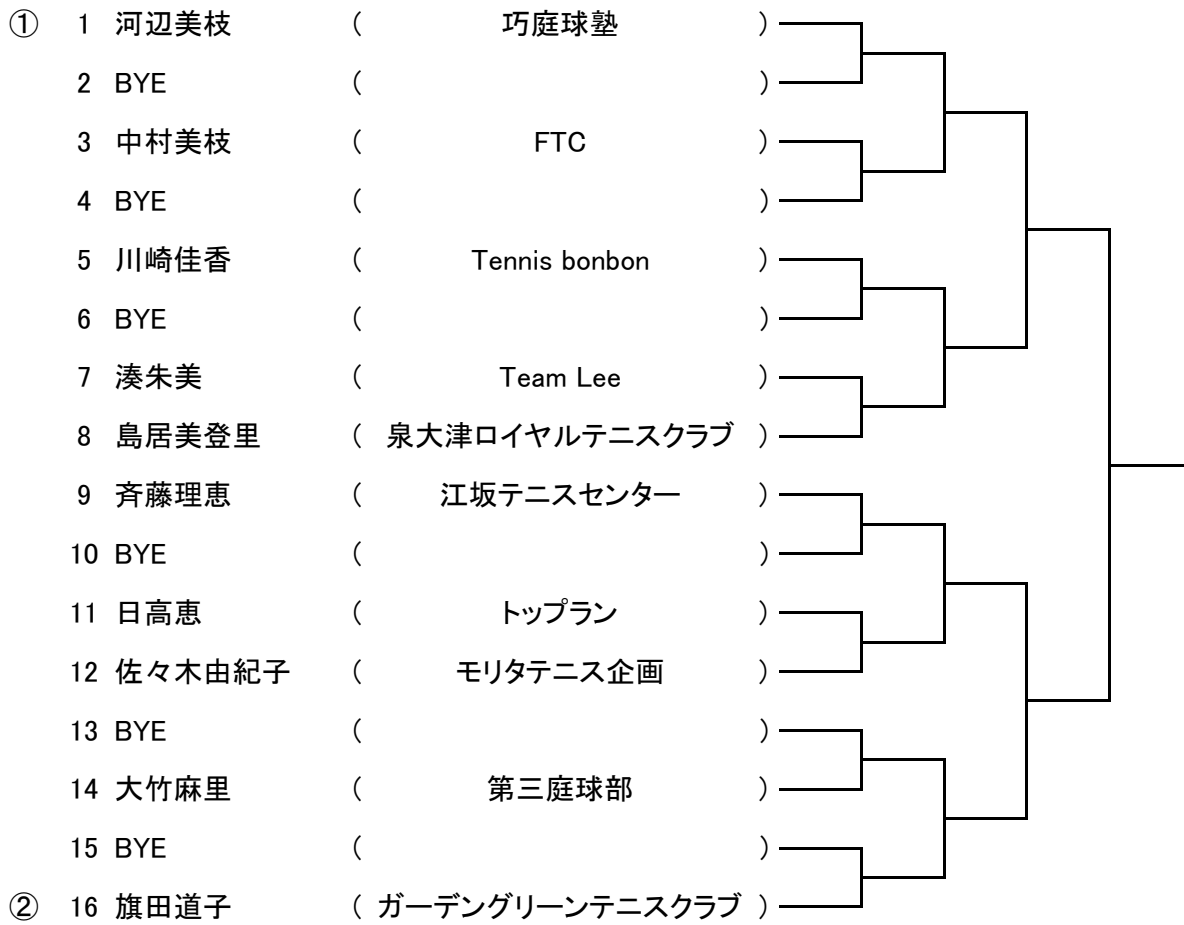 ① 1 河辺美枝 ( 巧庭球塾 )
2 BYE ( )
3 中村美枝 ( FTC )
4 BYE ( )
5 川崎佳香 ( Tennis bonbon )
6 BYE ( )
7 湊朱美 ( Team Lee )
8 島居美登里 ( 泉大津ロイヤルテニスクラブ )
9 斉藤理恵 ( 江坂テニスセンター )
10 BYE ( )
11 日高恵 ( トップラン )
12 佐々木由紀子 ( モリタテニス企画 )
13 BYE ( )
14 大竹麻里 ( 第三庭球部 )
15 BYE ( )
② 16 旗田道子 ( ガーデングリーンテニスクラブ )